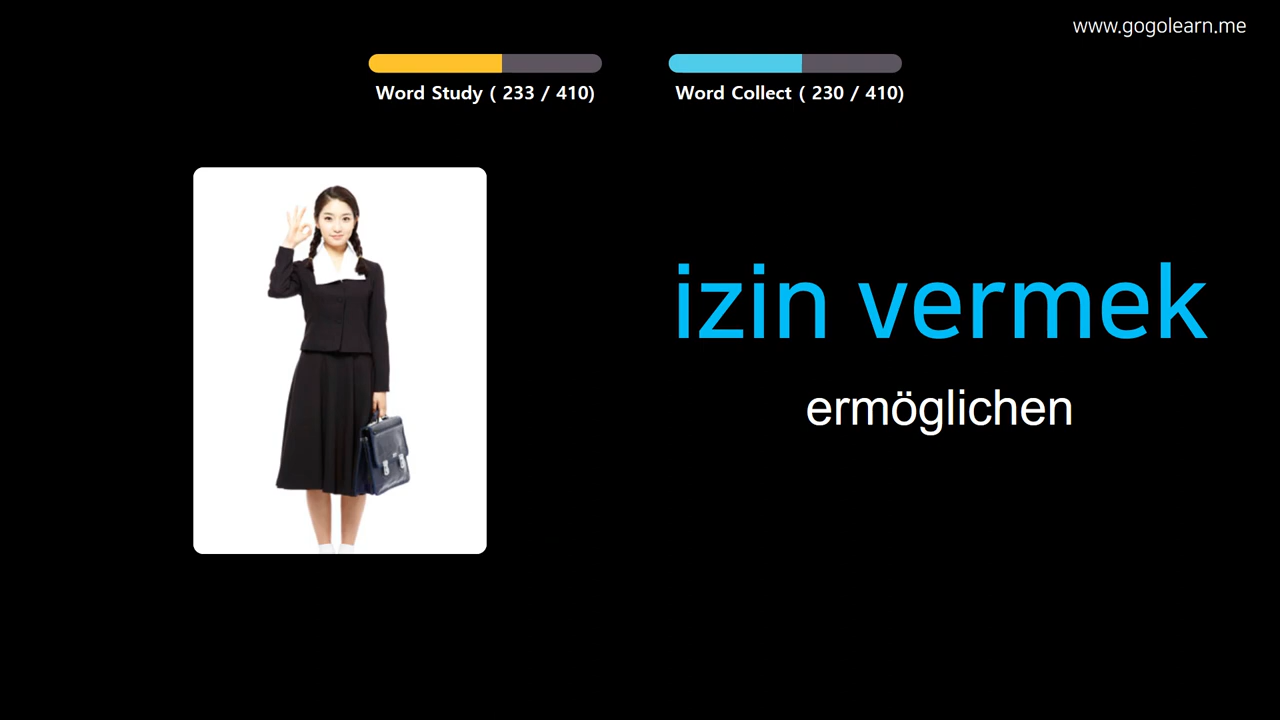 www.gogolearn.me
Word Study ( 233 / 410)
Word Collect ( 230 / 410)
izin vermek
ermöglichen